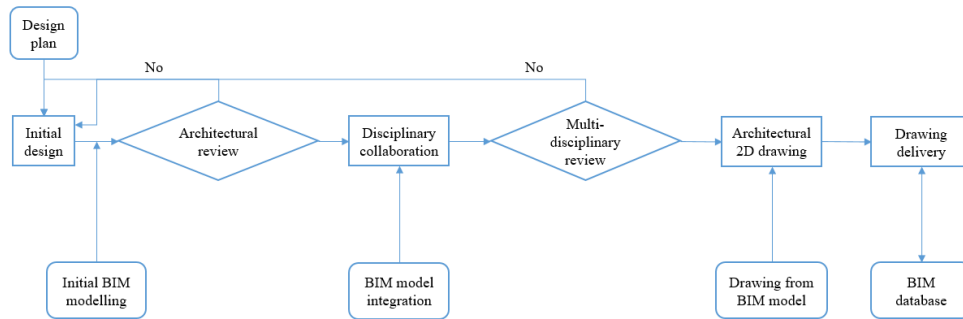 Design
plan
No
No
Initial
design
Architectural
review
Disciplinary
collaboration
Multi-
disciplinary
review
Architectural
2D drawing
Drawing
delivery
Initial BIM
modelling
BIM model
integration
Drawing from
BIM model
BIM
database